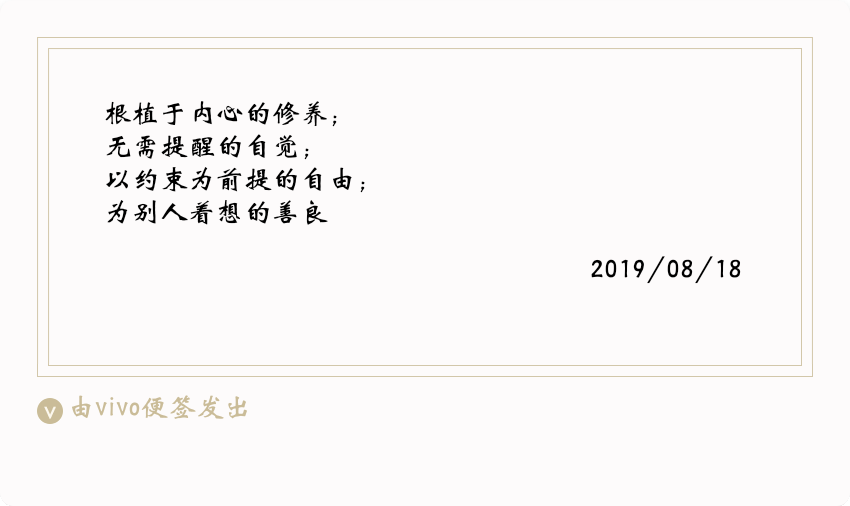 根植于内心的修养；
无需提醒的自觉；
以约束为前提的自由；
为别人着想的善良
2019/08/18
V 由vivo便签发出